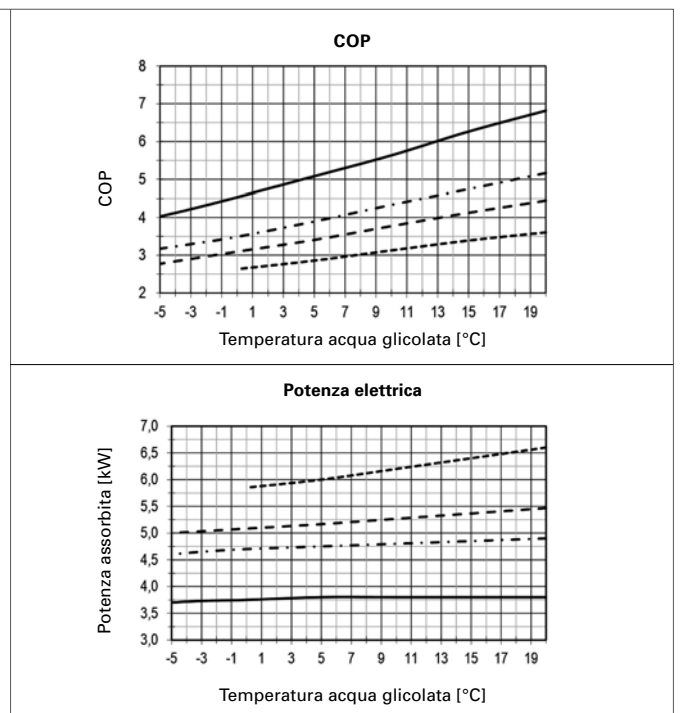 COP
8
7
6
5
4
3
2
COP
-5 -3 -1 1 3 5 7 9 11 13 15 17 19
Temperatura acqua glicolata [°C]
Potenza elettrica
7,0
6,5
6,0
5,5
5,0
4,5
4,0
3,5
3,0
Potenza assorbita [kW]
-5 -3 -1 1 3 5 7 9 11 13 15 17 19
Temperatura acqua glicolata [°C]